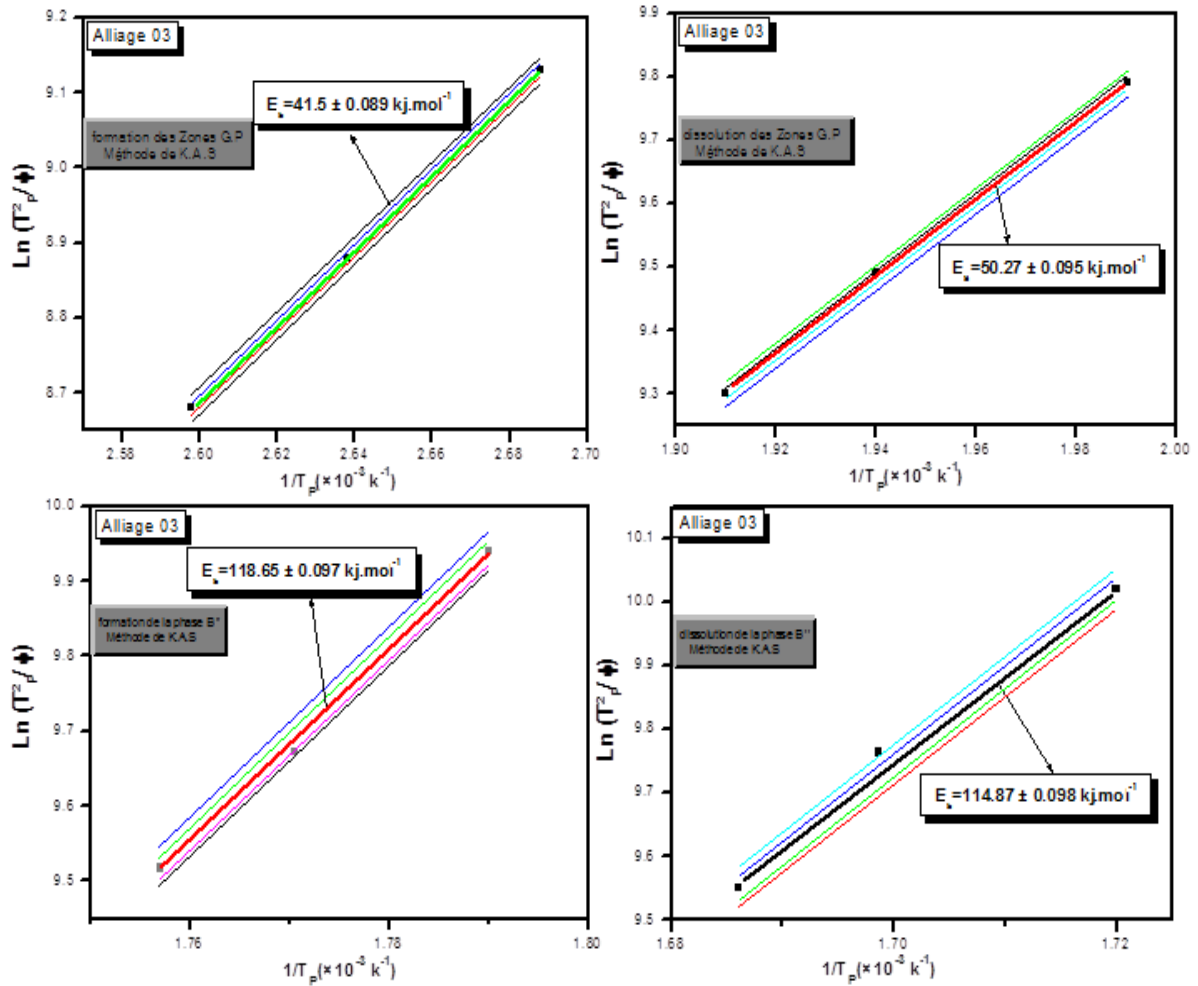 9.2
9.1
9.0
8.9
8.8
8.7
Ln (T²p/ϕ)
Alliage 03
Ea=41.5 ± 0.089 kj.mol⁻¹
formation des Zones G.P
Méthode de K.A.S
2.58 2.60 2.62 2.64 2.66 2.68 2.70
1/Tp(×10⁻³ k⁻¹)
9.9
9.8
9.7
9.6
9.5
9.4
9.3
Ln (T²p/ϕ)
Alliage 03
dissolution des Zones G.P
Méthode de K.A.S
Ea=50.27 ± 0.095 kj.mol⁻¹
1.90 1.92 1.94 1.96 1.98 2.00
1/Tp(×10⁻³ k⁻¹)
10.0
9.9
9.8
9.7
9.6
9.5
Ln (T²p/ϕ)
Alliage 03
Ea=118.65 ± 0.097 kj.mol⁻¹
formation de la phase B"
Méthode de K.A.S
1.76 1.78 1.80
1/Tp(×10⁻³ k⁻¹)
10.1
10.0
9.9
9.8
9.7
9.6
9.5
Ln (T²p/ϕ)
Alliage 03
dissolution de la phase B"
Méthode de K.A.S
Ea=114.87 ± 0.098 kj.mol⁻¹
1.68 1.70 1.72
1/Tp(×10⁻³ k⁻¹)